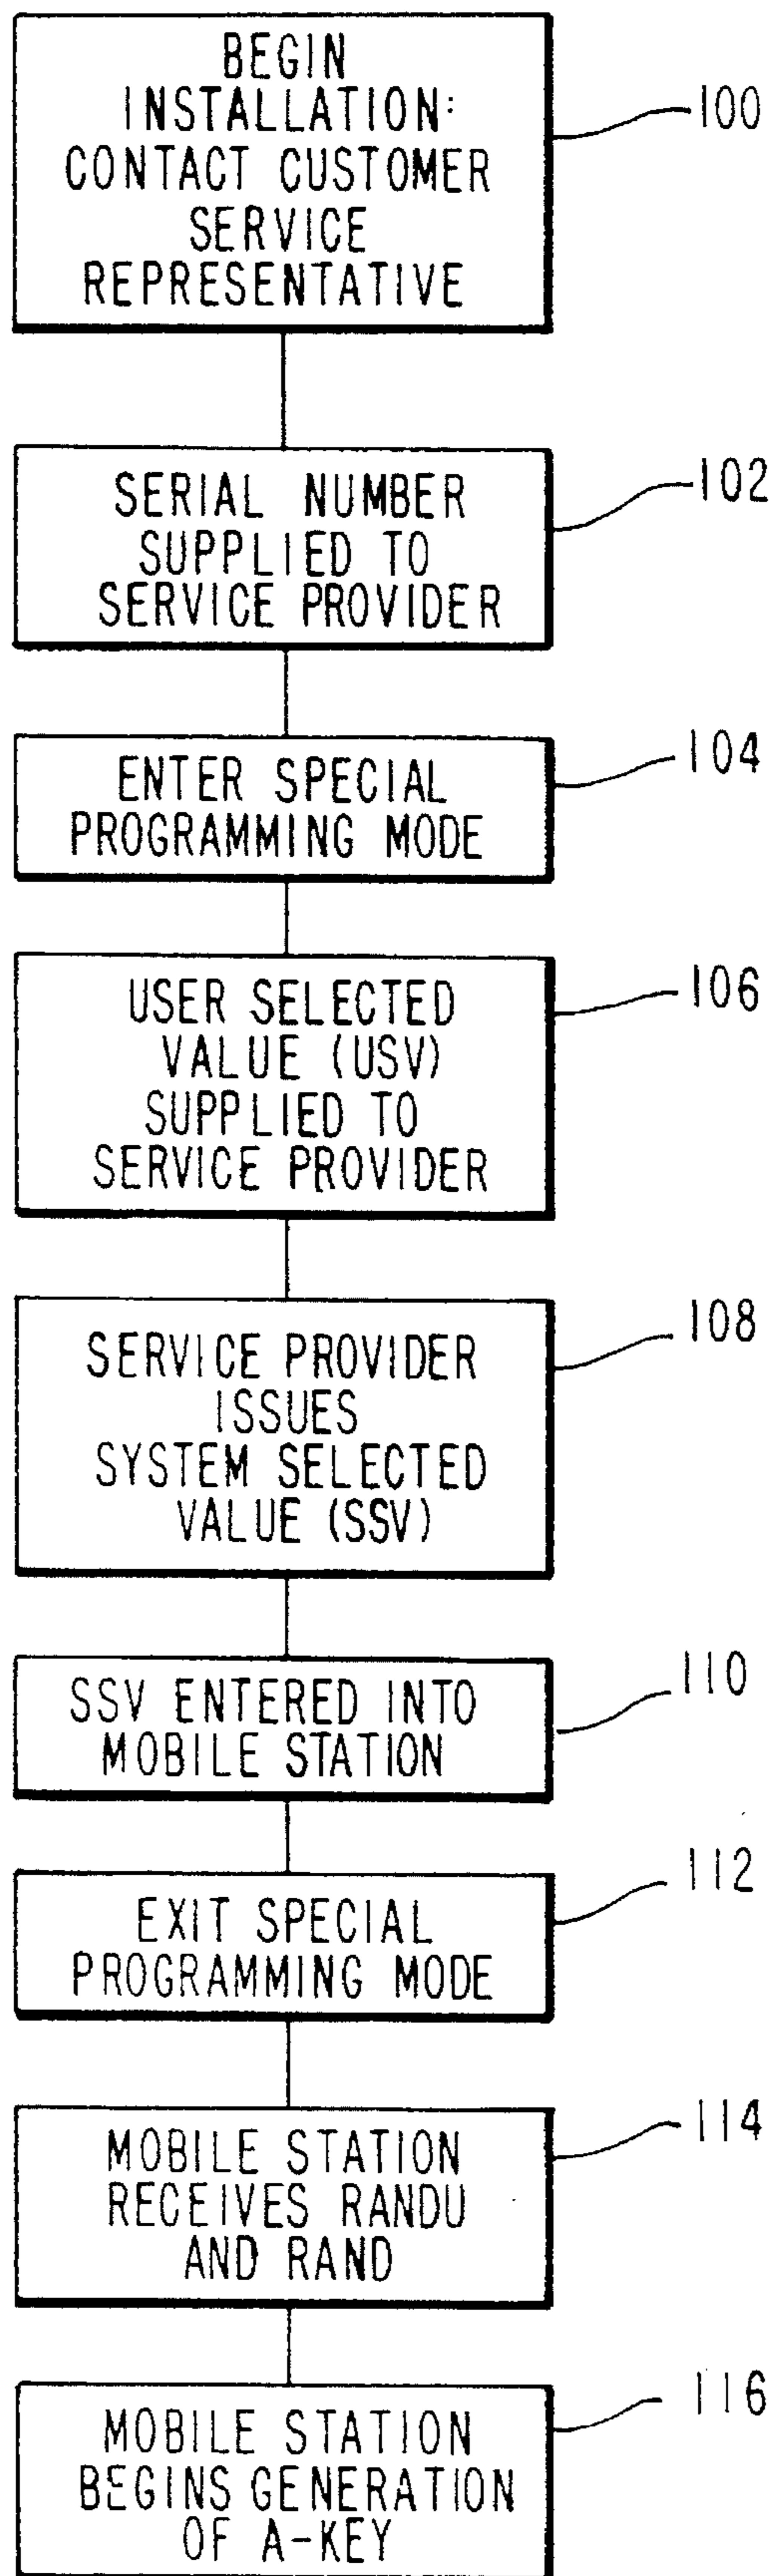 BEGIN
INSTALLATION:
CONTACT CUSTOMER
SERVICE
REPRESENTATIVE
100
SERIAL NUMBER
SUPPLIED TO
SERVICE PROVIDER
102
ENTER SPECIAL
PROGRAMMING MODE
104
USER SELECTED
VALUE (USV)
SUPPLIED TO
SERVICE PROVIDER
106
SERVICE PROVIDER
ISSUES
SYSTEM SELECTED
VALUE (SSV)
108
SSV ENTERED INTO
MOBILE STATION
110
EXIT SPECIAL
PROGRAMMING MODE
112
MOBILE STATION
RECEIVES RANDU
AND RAND
114
MOBILE STATION
BEGINS GENERATION
OF A-KEY
116